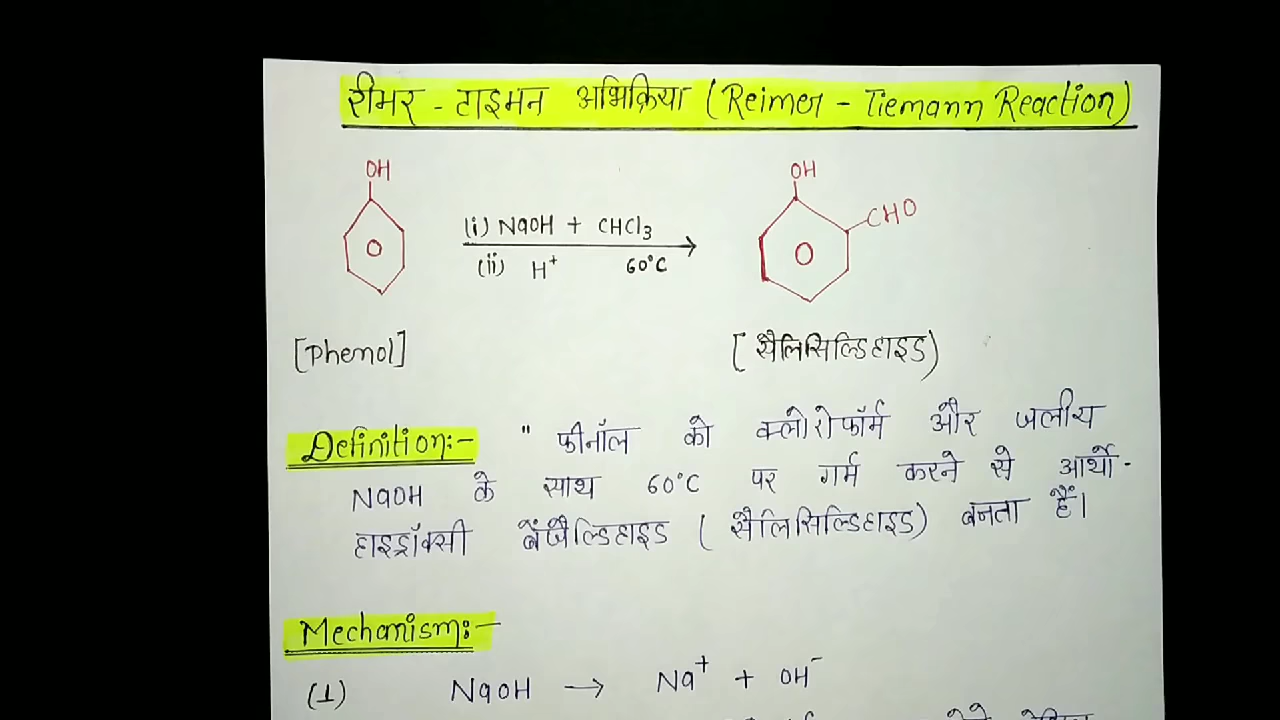 रीमर - टाइमन अभिक्रिया (Reimer - Tiemann Reaction)
OH
OH
CHO
(i) NaOH + CHCl₃
(ii) H⁺ 60°C
[Phenol]
[सैलिसिल्डिहाइड)
Definition:- " फीनॉल को क्लोरोफॉर्म और जलीय
NaOH के साथ 60°C पर गर्म करने से आर्थो-
हाइड्रॉक्सी बेंजैल्डिहाइड (सैलिसिल्डिहाइड) बनता हैं।
Mechanism:-
(1) NaOH → Na⁺ + OH⁻